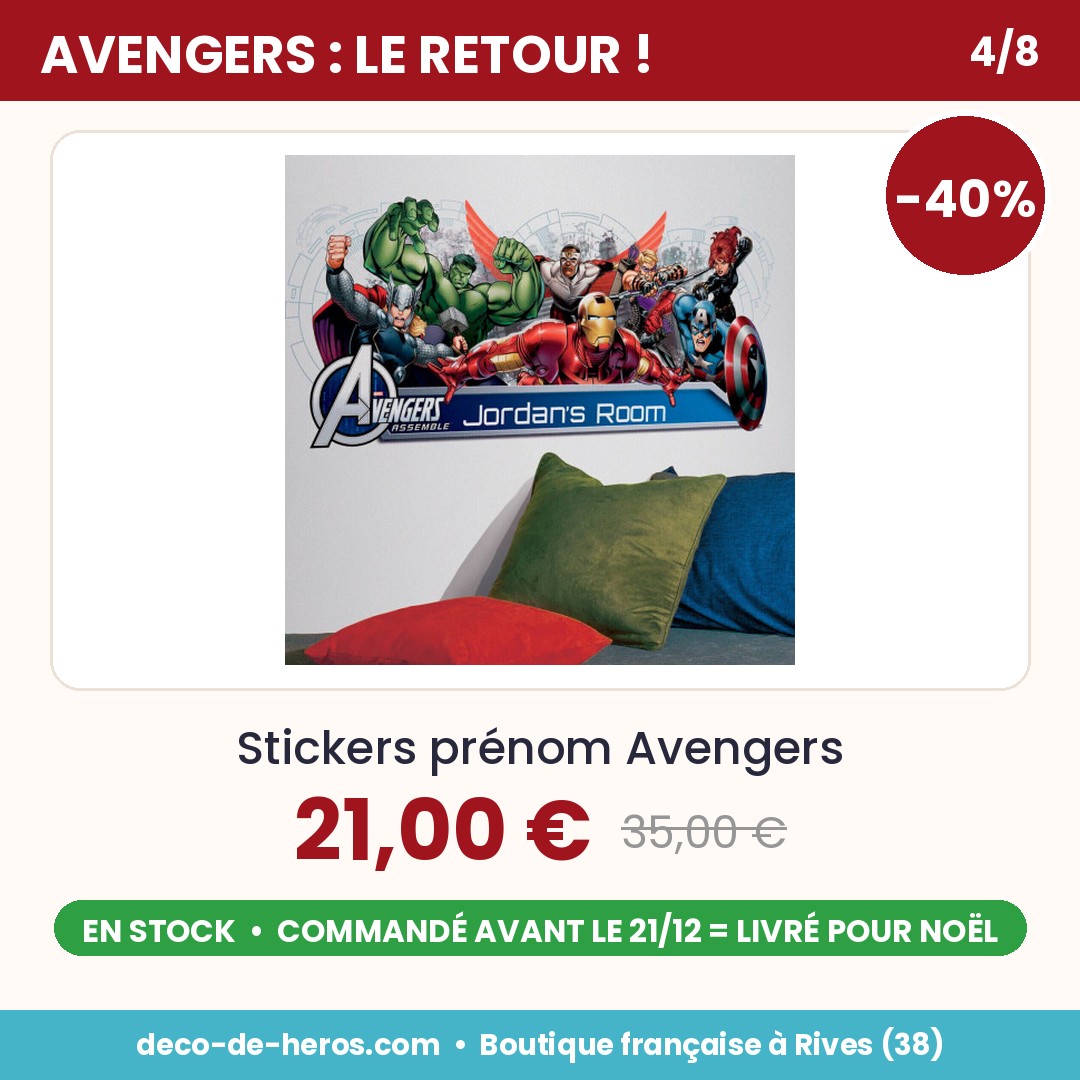 AVENGERS : LE RETOUR !
4/8
-40%
AVENGERS
ASSEMBLE
Jordan's Room
Stickers prénom Avengers
21,00 € 35,00 €
EN STOCK • COMMANDÉ AVANT LE 21/12 = LIVRÉ POUR NOËL
deco-de-heros.com • Boutique française à Rives (38)